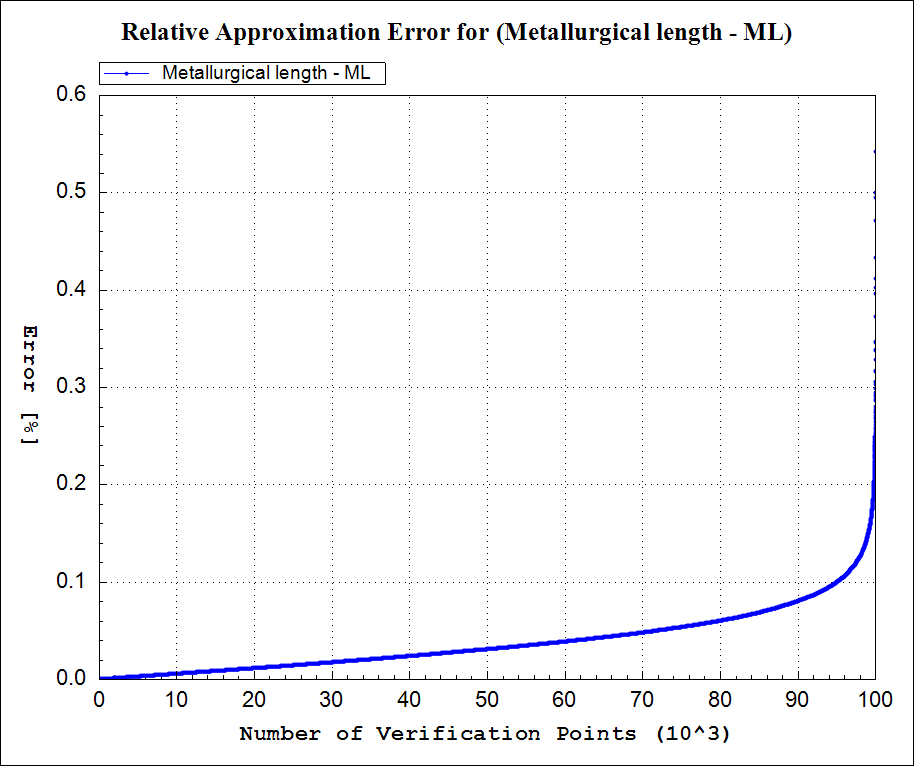 Relative Approximation Error for (Metallurgical length - ML)
Metallurgical length - ML
0.6
0.5
0.4
0.3
0.2
0.1
0.0
Error [%]
0 10 20 30 40 50 60 70 80 90 100
Number of Verification Points (10^3)